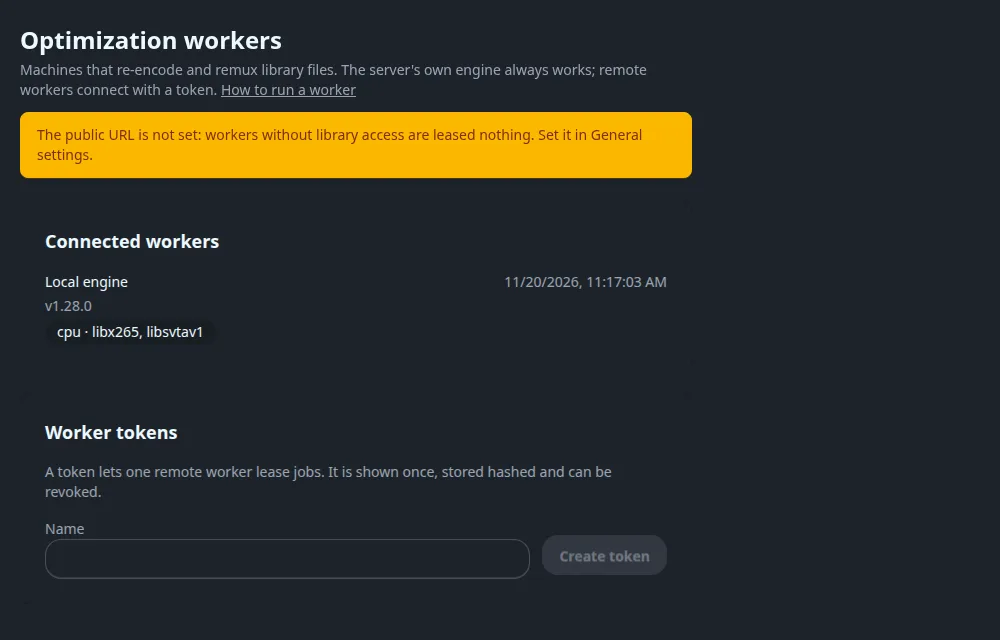 Optimization workers
Machines that re-encode and remux library files. The server's own engine always works; remote
workers connect with a token. How to run a worker
The public URL is not set: workers without library access are leased nothing. Set it in General
settings.
Connected workers
Local engine
11/20/2026, 11:17:03 AM
v1.28.0
cpu · libx265, libsvtav1
Worker tokens
A token lets one remote worker lease jobs. It is shown once, stored hashed and can be
revoked.
Name
Create token